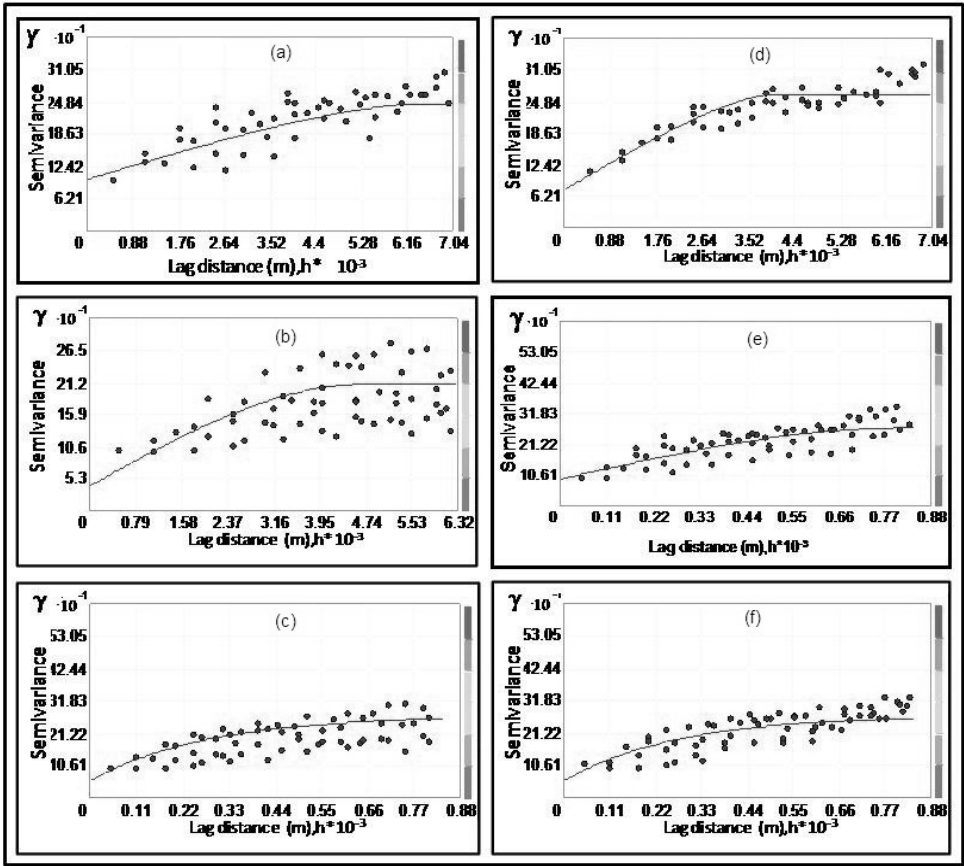 γ ·10⁻¹
(a)
31.05
24.84
18.63
12.42
6.21
Semivariance
0 0.88 1.76 2.64 3.52 4.4 5.28 6.16 7.04
Lag distance (m),h* 10⁻³
γ ·10⁻¹
(d)
31.05
24.84
18.63
12.42
6.21
Semivariance
0 0.88 1.76 2.64 3.52 4.4 5.28 6.16 7.04
Lag distance (m),h*10⁻³
γ ·10⁻¹
(b)
26.5
21.2
15.9
10.6
5.3
Semivariance
0 0.79 1.58 2.37 3.16 3.95 4.74 5.53 6.32
Lag distance (m),h*10⁻³
γ ·10⁻¹
(e)
53.05
42.44
31.83
21.22
10.61
Semivariance
0 0.11 0.22 0.33 0.44 0.55 0.66 0.77 0.88
Lag distance (m),h*10⁻³
γ ·10⁻¹
(c)
53.05
42.44
31.83
21.22
10.61
Semivariance
0 0.11 0.22 0.33 0.44 0.55 0.66 0.77 0.88
Lag distance (m),h*10⁻³
γ ·10⁻¹
(f)
53.05
42.44
31.83
21.22
10.61
Semivariance
0 0.11 0.22 0.33 0.44 0.55 0.66 0.77 0.88
Lag distance (m),h*10⁻³